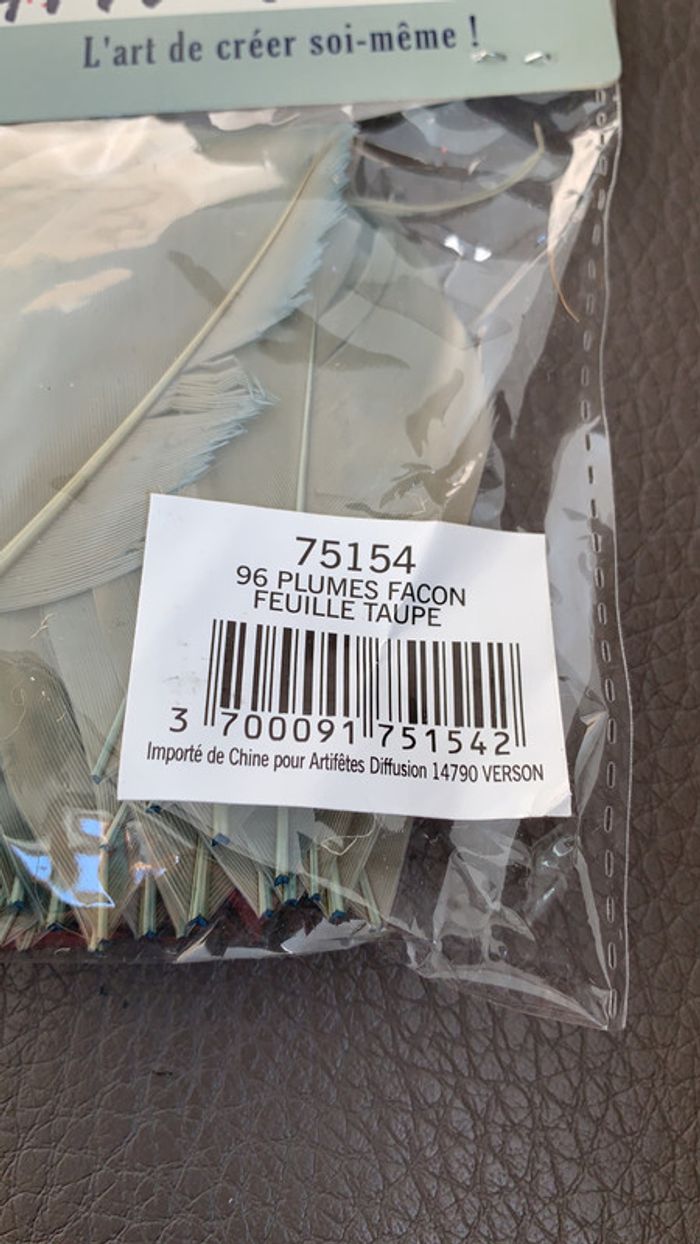 L'art de créer soi-même !
75154
96 PLUMES FACON
FEUILLE TAUPE
3 700091 751542
Importé de Chine pour Artifêtes Diffusion 14790 VERSON